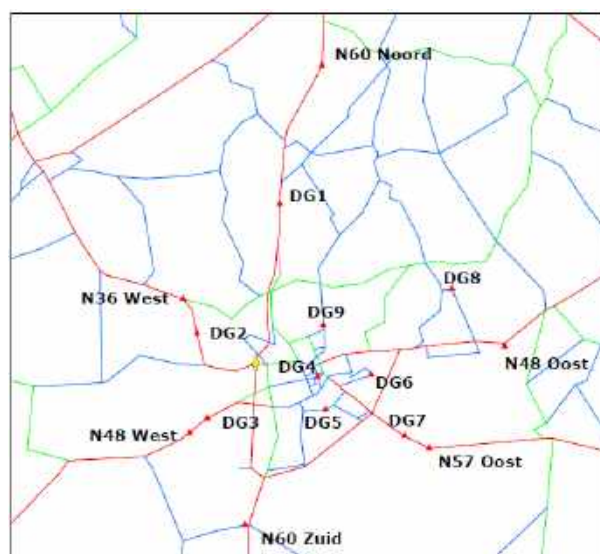 N60 Noord
DG1
DG8
N36 West
DG9
DG2
N48 Oost
DG4
DG6
DG3
DG5
DG7
N48 West
N57 Oost
N60 Zuid